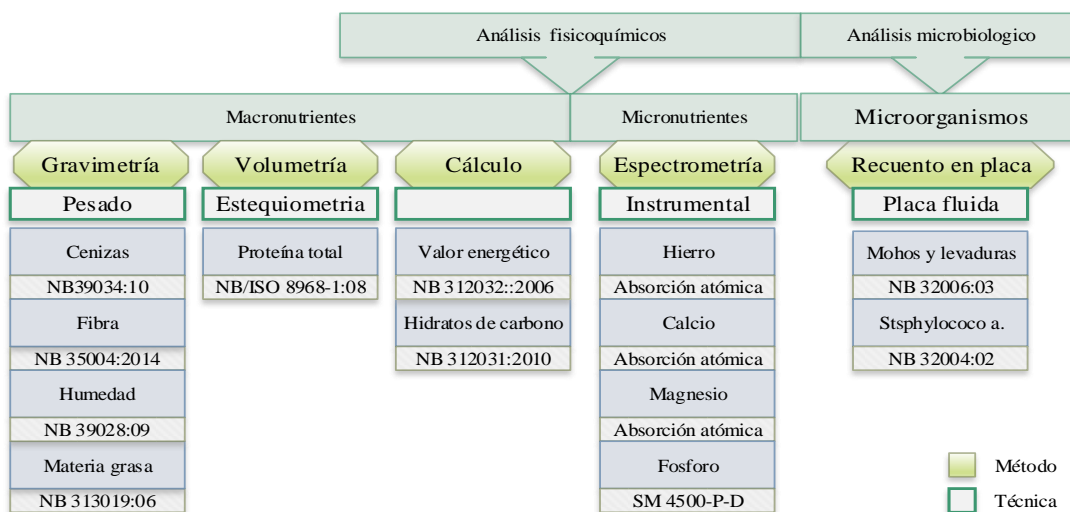 Análisis fisicoquímicos
Análisis microbiologico
Macronutrientes
Micronutrientes
Microorganismos
Gravimetría
Volumetría
Cálculo
Espectrometría
Recuento en placa
Pesado
Estequiometria
Instrumental
Placa fluida
Cenizas
NB39034:10
Fibra
NB 35004:2014
Humedad
NB 39028:09
Materia grasa
NB 313019:06
Proteína total
NB/ISO 8968-1:08
Valor energético
NB 312032::2006
Hidratos de carbono
NB 312031:2010
Hierro
Absorción atómica
Calcio
Absorción atómica
Magnesio
Absorción atómica
Fosforo
SM 4500-P-D
Mohos y levaduras
NB 32006:03
Stsphylococo a.
NB 32004:02
Método
Técnica